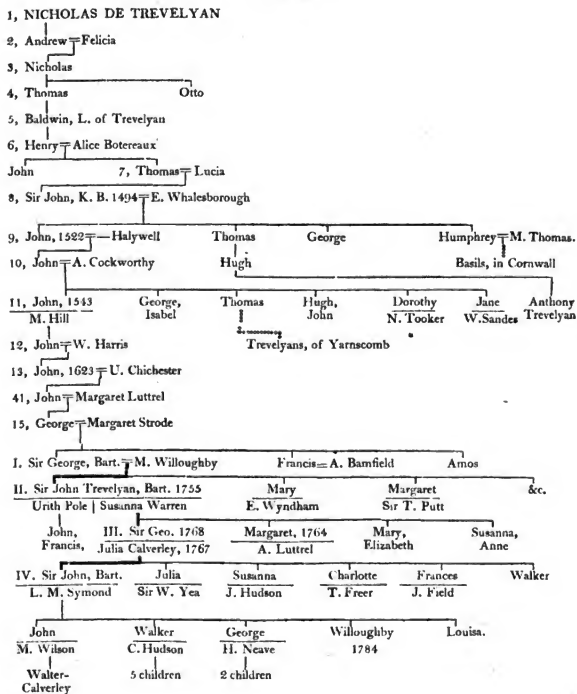 1, NICHOLAS DE TREVELYAN
2, Andrew Felicia
3, Nicholas
4, Thomas Otto
5, Baldwin, L. of Trevelyan
6, Henry Alice Botereaux
John 7, Thomas Lucia
8, Sir John, K. B. 1494 E. Whalesborough
9, John, 1522 —Halywell Thomas George Humphrey M. Thomas.
10, John A. Cockworthy Hugh Basils, in Cornwall
11, John, 1543 George, Thomas Hugh, Dorothy Jane Anthony
M. Hill Isabel John N. Tooker W. Sandes Trevelyan
12, John W. Harris Trevelyans, of Yarnscomb
13, John, 1623 U. Chichester
41, John Margaret Luttrel
15, George Margaret Strode
I. Sir George, Bart. M. Willoughby Francis=A. Bamfield Amos
II. Sir John Trevelyan, Bart. 1755 Mary Margaret &c.
Urith Pole | Susanna Warren E. Wyndham Sir T. Putt
John, III. Sir Geo. 1768 Margaret, 1764 Mary, Susanna,
Francis, Julia Calverley, 1767 A. Luttrel Elizabeth Anne
IV. Sir John, Bart. Julia Susanna Charlotte Frances Walker
L. M. Symond Sir W. Yea J. Hudson T. Freer J. Field
John Walker George Willoughby Louisa.
M. Wilson C. Hudson H. Neave 1784
Walter- 5 children 2 children
Calverley